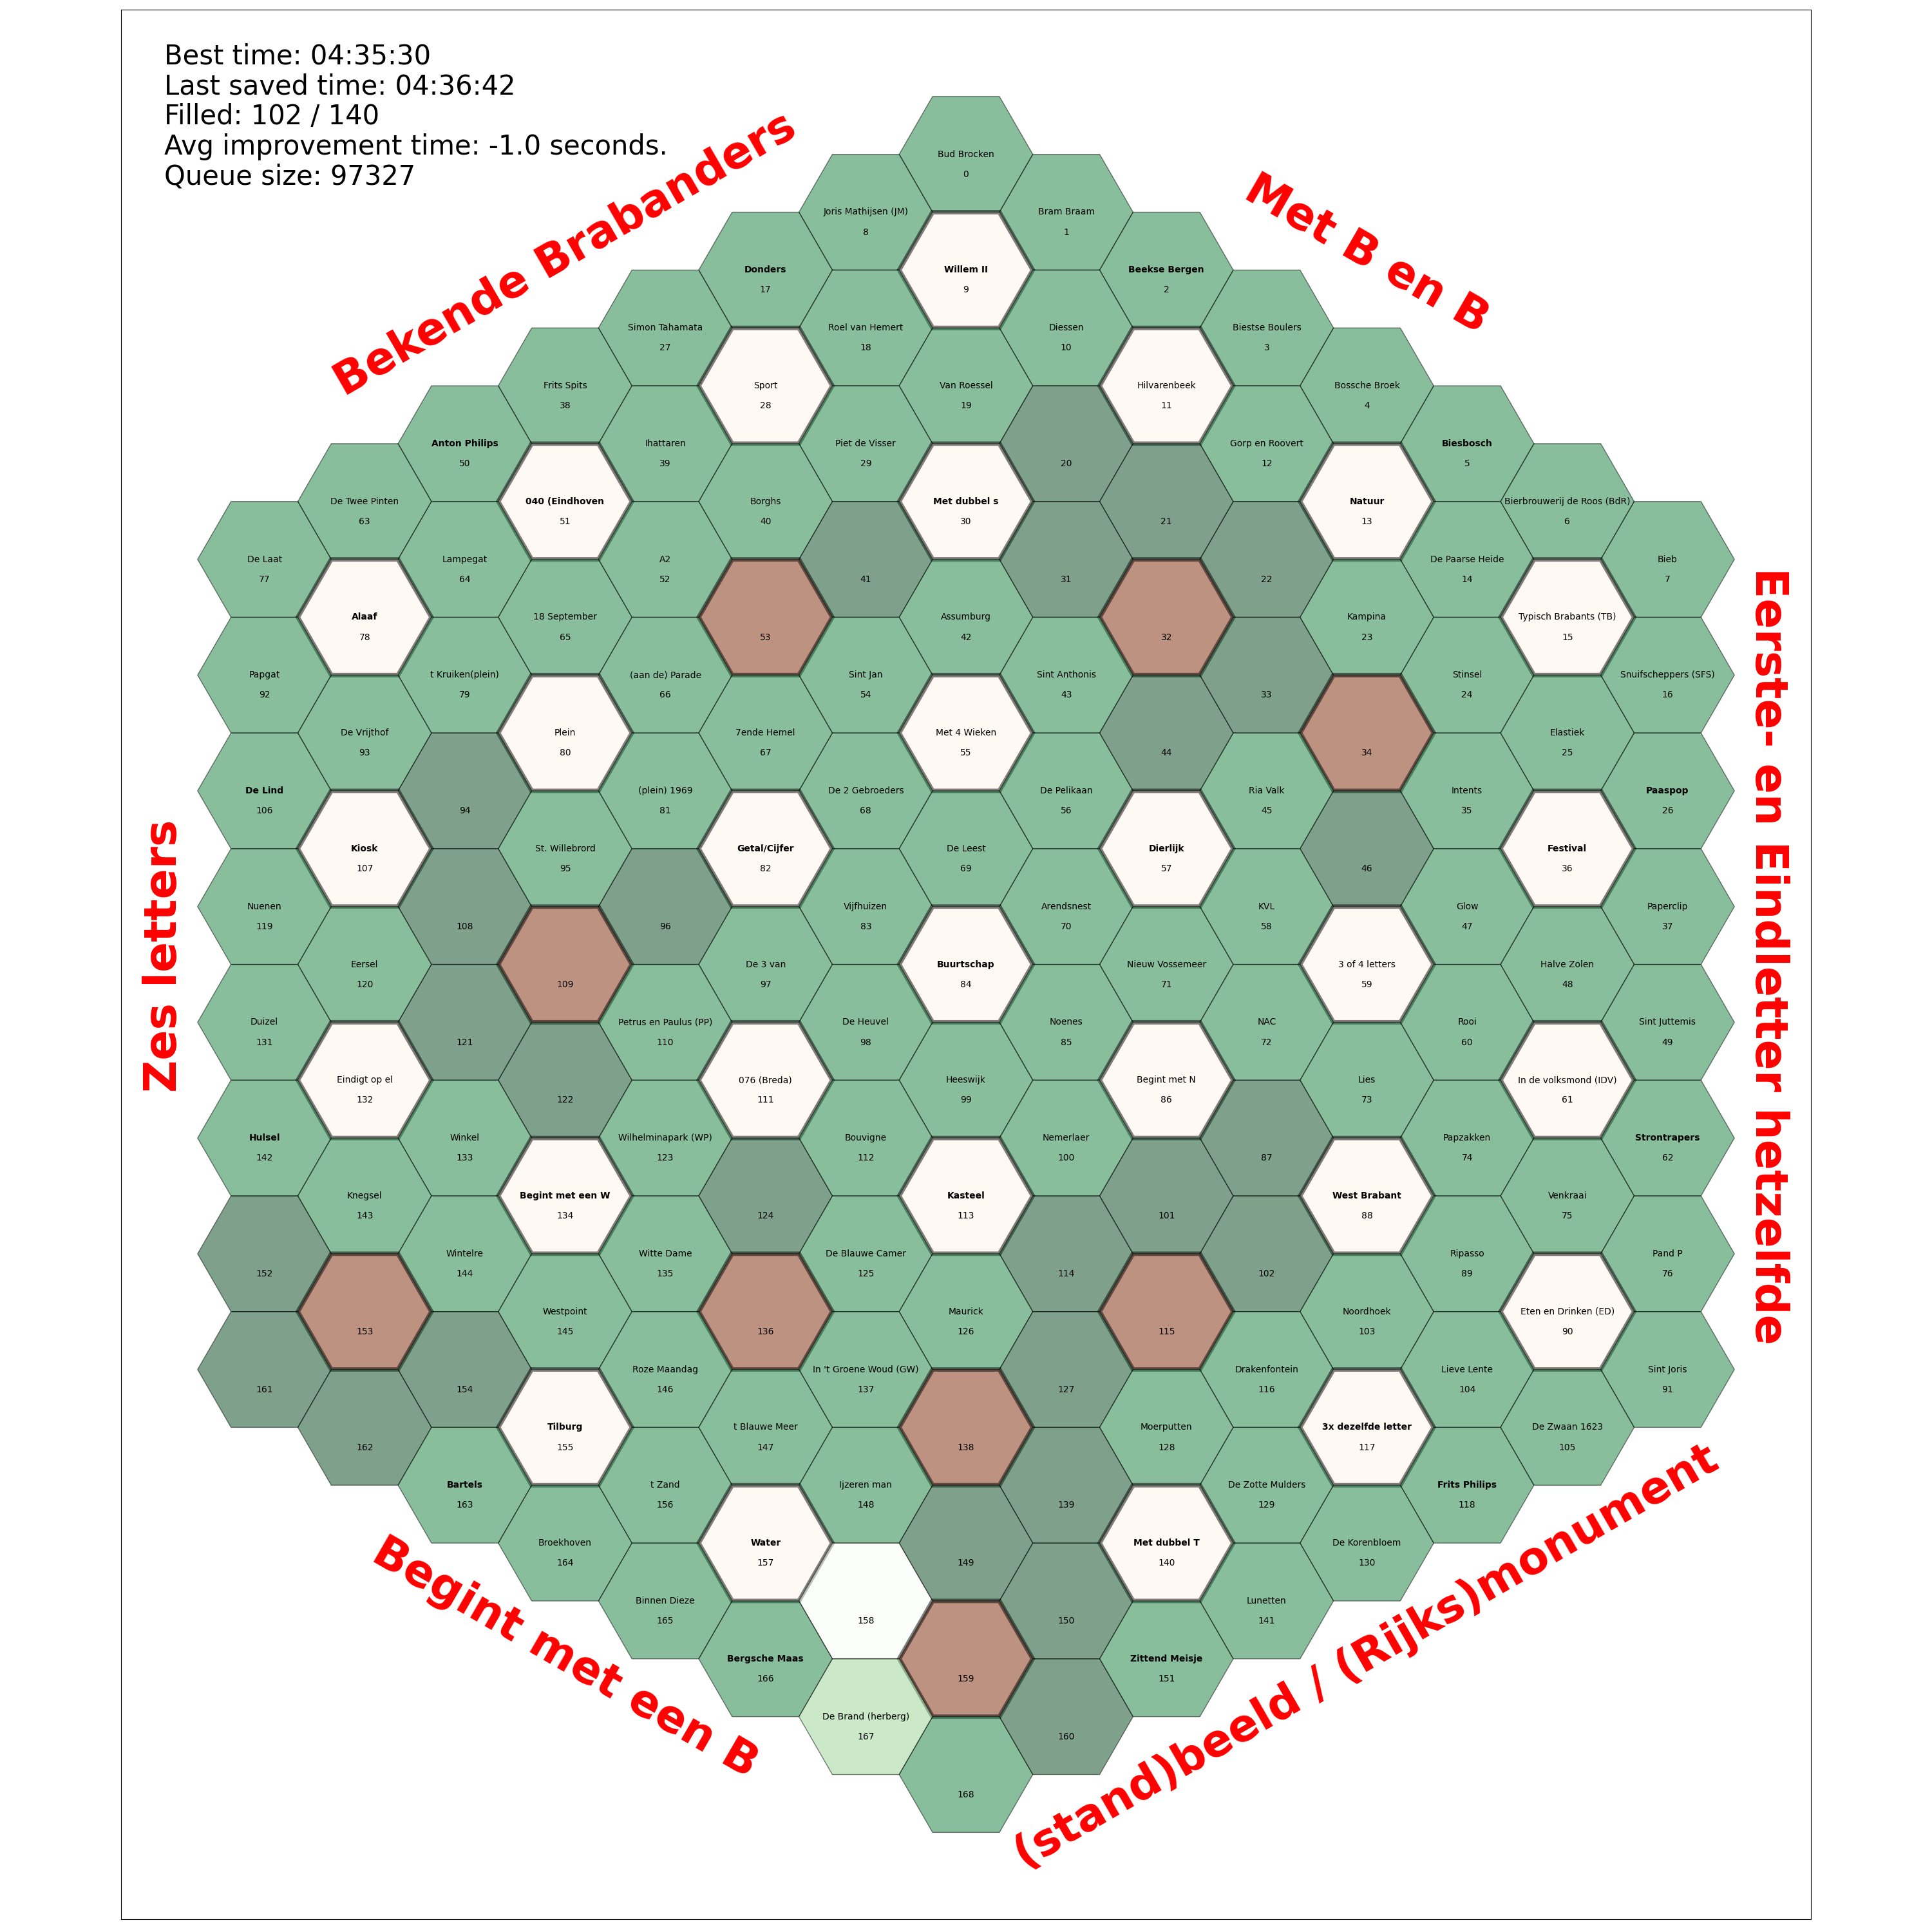 Best time: 04:35:30
Last saved time: 04:36:42
Filled: 102 / 140
Avg improvement time: -1.0 seconds.
Queue size: 97327
Bekende Brabanders
Met B en B
Eerste- en Eindletter hetzelfde
(stand)beeld / (Rijks)monument
Begint met een B
Zes letters
Bud Brocken
0
Bram Braam
1
Beekse Bergen
2
Biestse Boulers
3
Bossche Broek
4
Biesbosch
5
Bierbrouwerij de Roos (BdR)
6
Bieb
7
Joris Mathijsen (JM)
8
Willem II
9
Diessen
10
Hilvarenbeek
11
Gorp en Roovert
12
Natuur
13
De Paarse Heide
14
Typisch Brabants (TB)
15
Snuifscheppers (SFS)
16
Donders
17
Roel van Hemert
18
Van Roessel
19
20
21
22
Kampina
23
Stinsel
24
Elastiek
25
Paaspop
26
Simon Tahamata
27
Sport
28
Piet de Visser
29
Met dubbel s
30
31
32
33
34
Intents
35
Festival
36
Paperclip
37
Frits Spits
38
Ihattaren
39
Borghs
40
41
Assumburg
42
Sint Anthonis
43
44
Ria Valk
45
46
Glow
47
Halve Zolen
48
Sint Juttemis
49
Anton Philips
50
040 (Eindhoven
51
A2
52
53
Sint Jan
54
Met 4 Wieken
55
De Pelikaan
56
Dierlijk
57
KVL
58
3 of 4 letters
59
Rooi
60
In de volksmond (IDV)
61
Strontrapers
62
De Twee Pinten
63
Lampegat
64
18 September
65
(aan de) Parade
66
7ende Hemel
67
De 2 Gebroeders
68
De Leest
69
Arendsnest
70
Nieuw Vossemeer
71
NAC
72
Lies
73
Papzakken
74
Venkraai
75
Pand P
76
De Laat
77
Alaaf
78
t Kruiken(plein)
79
Plein
80
(plein) 1969
81
Getal/Cijfer
82
Vijfhuizen
83
Buurtschap
84
Noenes
85
Begint met N
86
87
West Brabant
88
Ripasso
89
Eten en Drinken (ED)
90
Sint Joris
91
Papgat
92
De Vrijthof
93
94
St. Willebrord
95
96
De 3 van
97
De Heuvel
98
Heeswijk
99
Nemerlaer
100
101
102
Noordhoek
103
Lieve Lente
104
De Zwaan 1623
105
De Lind
106
Kiosk
107
108
109
Petrus en Paulus (PP)
110
076 (Breda)
111
Bouvigne
112
Kasteel
113
114
115
Drakenfontein
116
3x dezelfde letter
117
Frits Philips
118
Nuenen
119
Eersel
120
121
122
Wilhelminapark (WP)
123
124
De Blauwe Camer
125
Maurick
126
127
Moerputten
128
De Zotte Mulders
129
De Korenbloem
130
Duizel
131
Eindigt op el
132
Winkel
133
Begint met een W
134
Witte Dame
135
136
In 't Groene Woud (GW)
137
138
139
Met dubbel T
140
Lunetten
141
Hulsel
142
Knegsel
143
Wintelre
144
Westpoint
145
Roze Maandag
146
t Blauwe Meer
147
Ijzeren man
148
149
150
Zittend Meisje
151
152
153
154
Tilburg
155
t Zand
156
Water
157
158
159
160
161
162
Bartels
163
Broekhoven
164
Binnen Dieze
165
Bergsche Maas
166
De Brand (herberg)
167
168